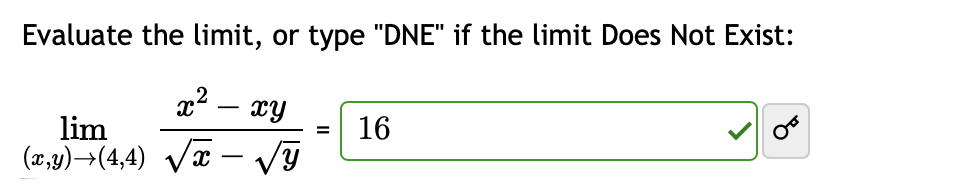 Evaluate the limit, or type "DNE" if the limit Does Not Exist:
lim (x,y)→(4,4) x² − xy / √x − √y = 16